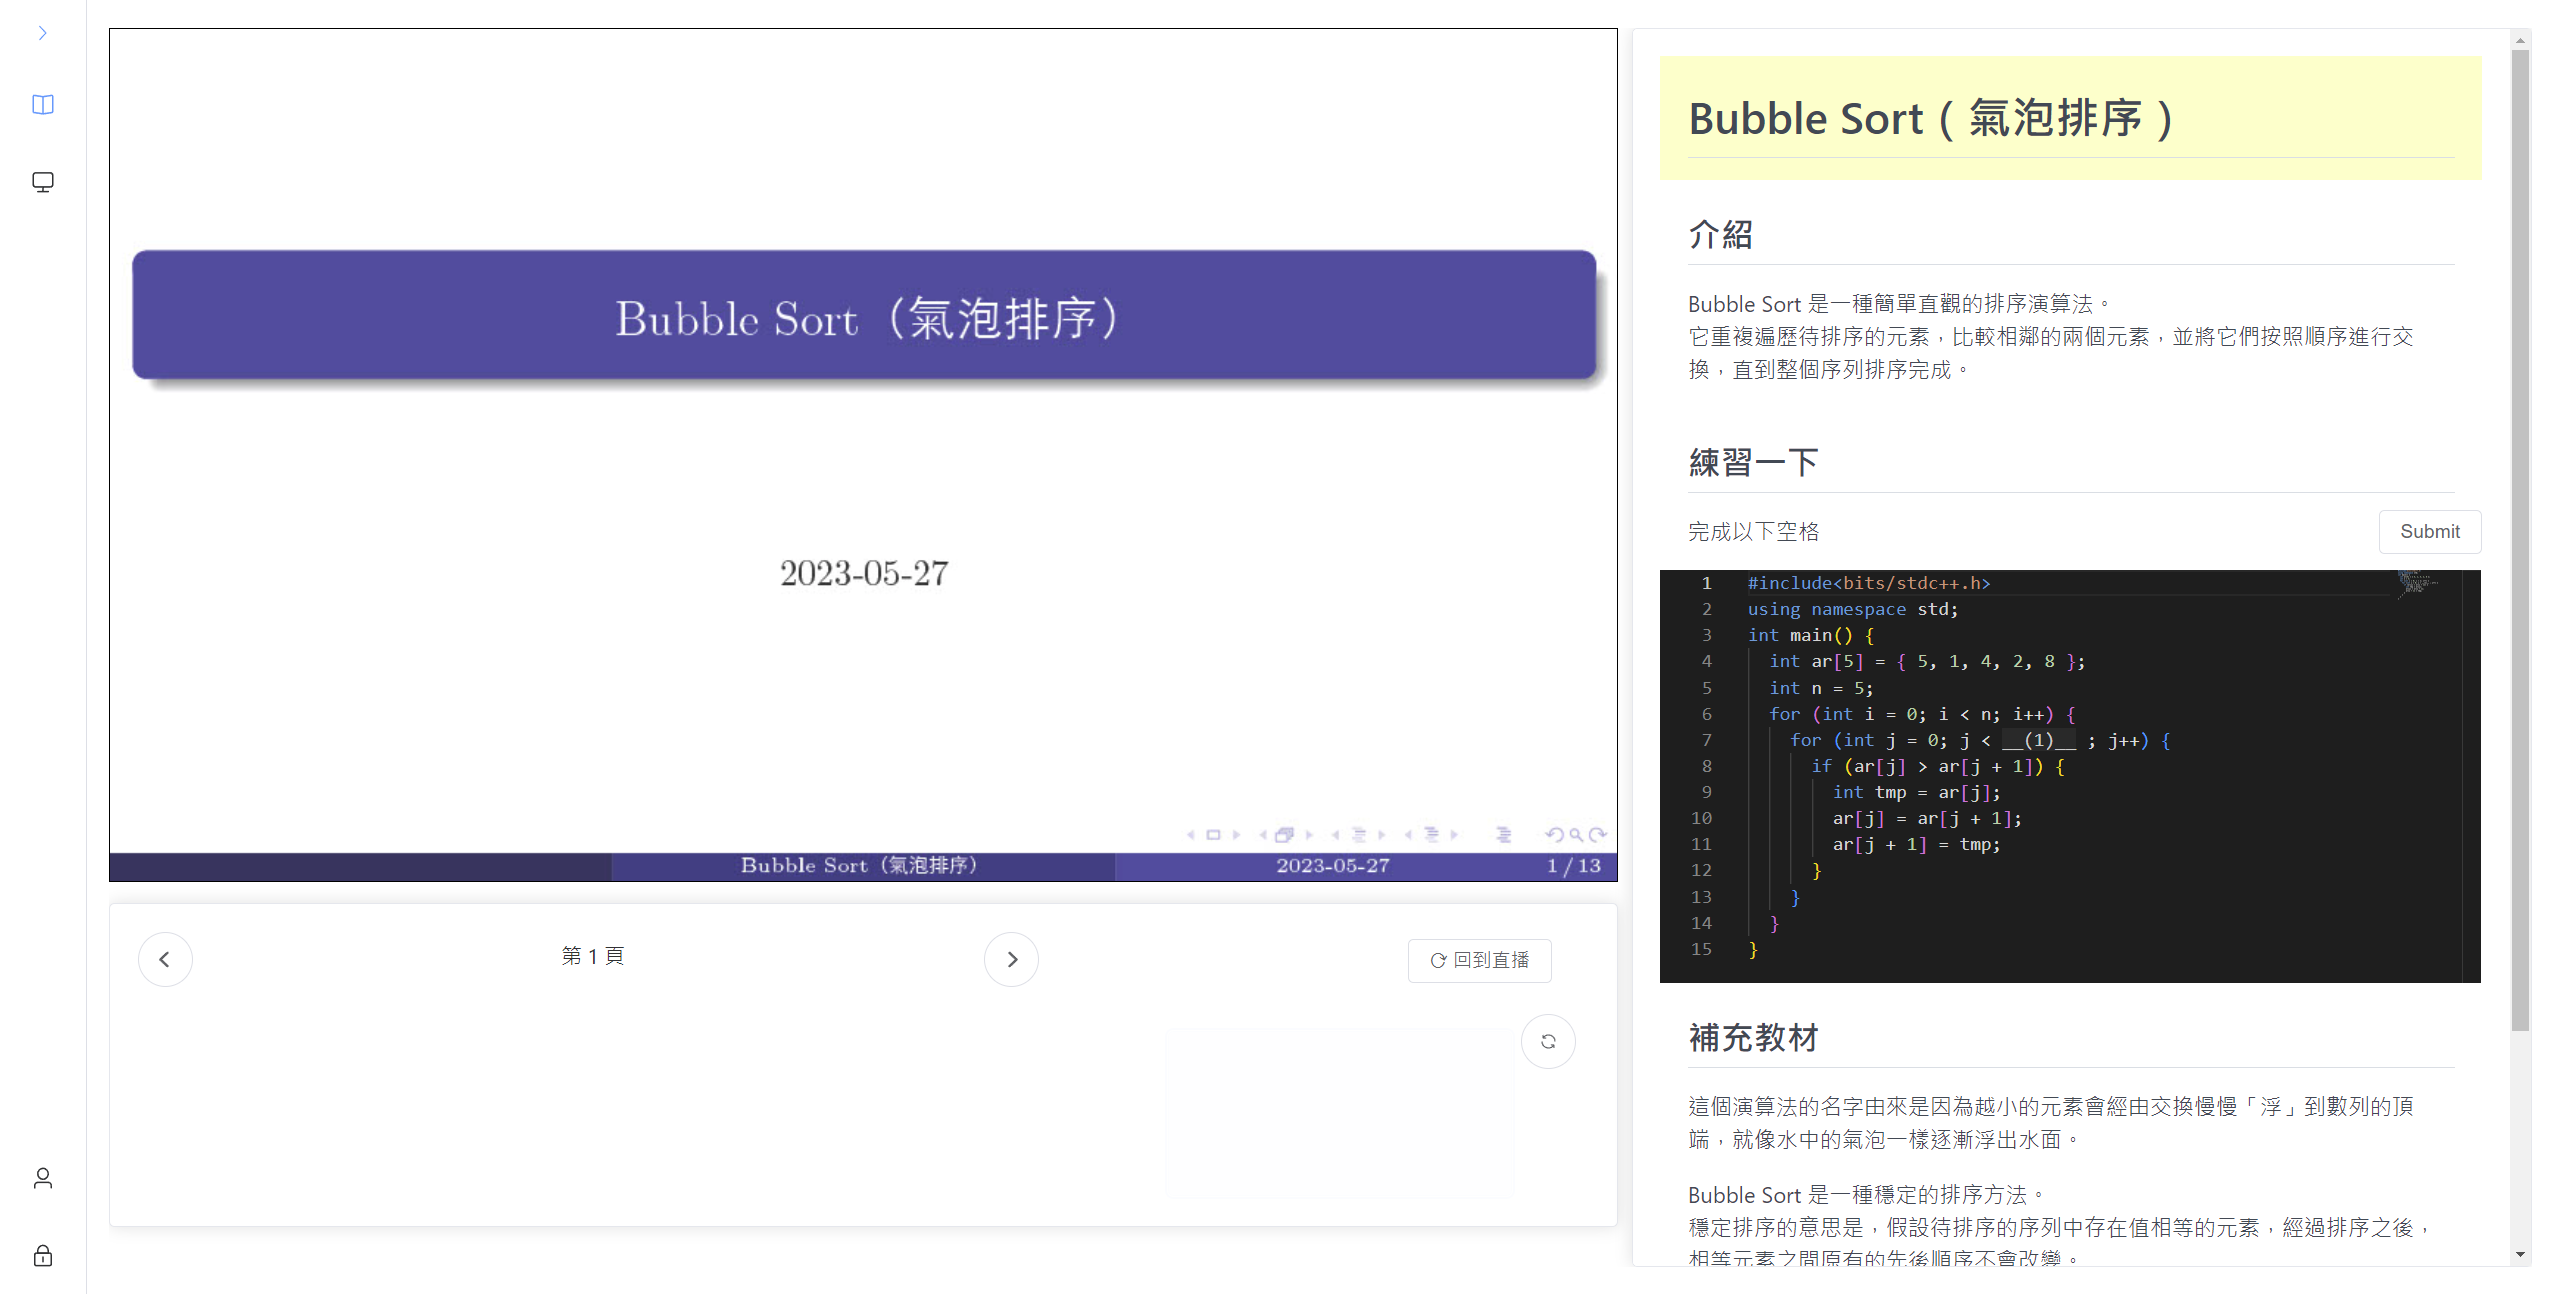 Bubble Sort（氣泡排序）
2023-05-27
Bubble Sort（氣泡排序）
2023-05-27
1 / 13
第 1 頁
回到直播
Bubble Sort（氣泡排序）
介紹
Bubble Sort 是一種簡單直觀的排序演算法。
它重複遍歷待排序的元素，比較相鄰的兩個元素，並將它們按照順序進行交
換，直到整個序列排序完成。
練習一下
完成以下空格
Submit
1 #include<bits/stdc++.h>
2 using namespace std;
3 int main() {
4 int ar[5] = { 5, 1, 4, 2, 8 };
5 int n = 5;
6 for (int i = 0; i < n; i++) {
7 for (int j = 0; j < __(1)__ ; j++) {
8 if (ar[j] > ar[j + 1]) {
9 int tmp = ar[j];
10 ar[j] = ar[j + 1];
11 ar[j + 1] = tmp;
12 }
13 }
14 }
15 }
補充教材
這個演算法的名字由來是因為越小的元素會經由交換慢慢「浮」到數列的頂
端，就像水中的氣泡一樣逐漸浮出水面。
Bubble Sort 是一種穩定的排序方法。
穩定排序的意思是，假設待排序的序列中存在值相等的元素，經過排序之後，
相等元素之間原有的先後順序不會改變。